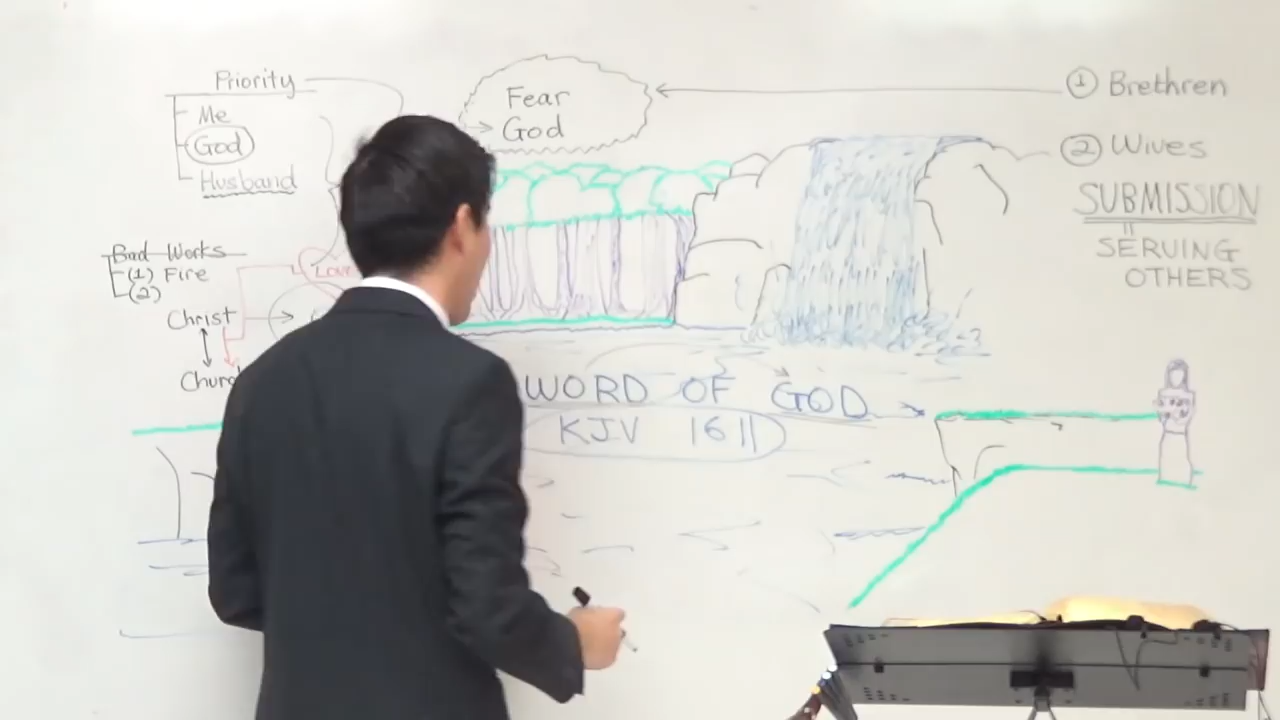 Priority
Me
God
Husband
Bad Works
(1) Fire
(2)
Christ
Church
LOVE
Fear
God
WORD OF GOD
KJV 1611
① Brethren
② Wives
SUBMISSION
=
SERVING
OTHERS